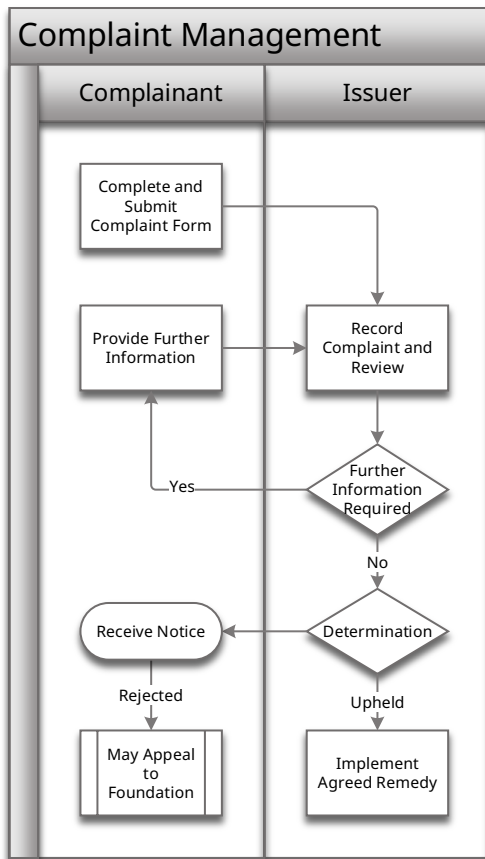 Complaint Management
Complainant
Issuer
Complete and
Submit
Complaint Form
Provide Further
Information
Record
Complaint and
Review
Further
Information
Required
Yes
No
Receive Notice
Determination
Rejected
Upheld
May Appeal
to
Foundation
Implement
Agreed Remedy